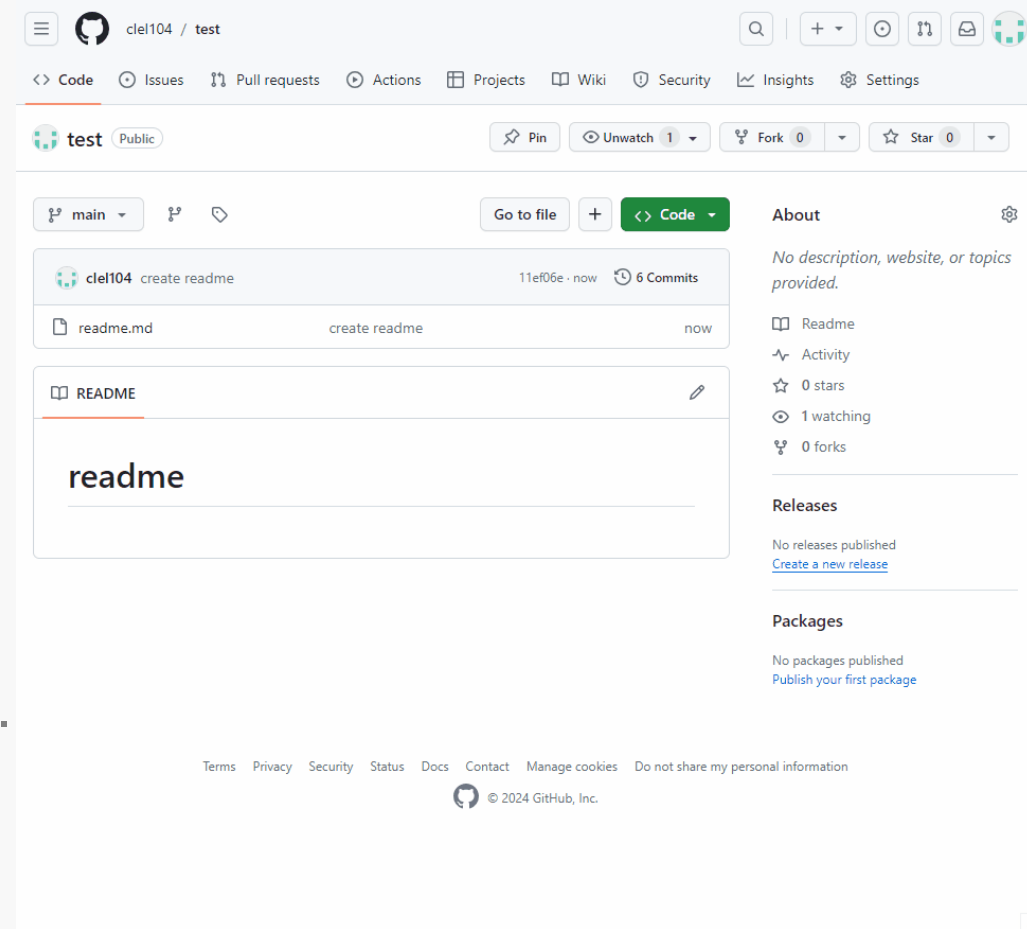 clel104 / test
Code Issues Pull requests Actions Projects Wiki Security Insights Settings
test Public Pin Unwatch 1 Fork 0 Star 0
main Go to file + Code
clel104 create readme 11ef06e · now 6 Commits
readme.md create readme now
README
readme
About
No description, website, or topics
provided.
Readme
Activity
0 stars
1 watching
0 forks
Releases
No releases published
Create a new release
Packages
No packages published
Publish your first package
Terms Privacy Security Status Docs Contact Manage cookies Do not share my personal information
© 2024 GitHub, Inc.